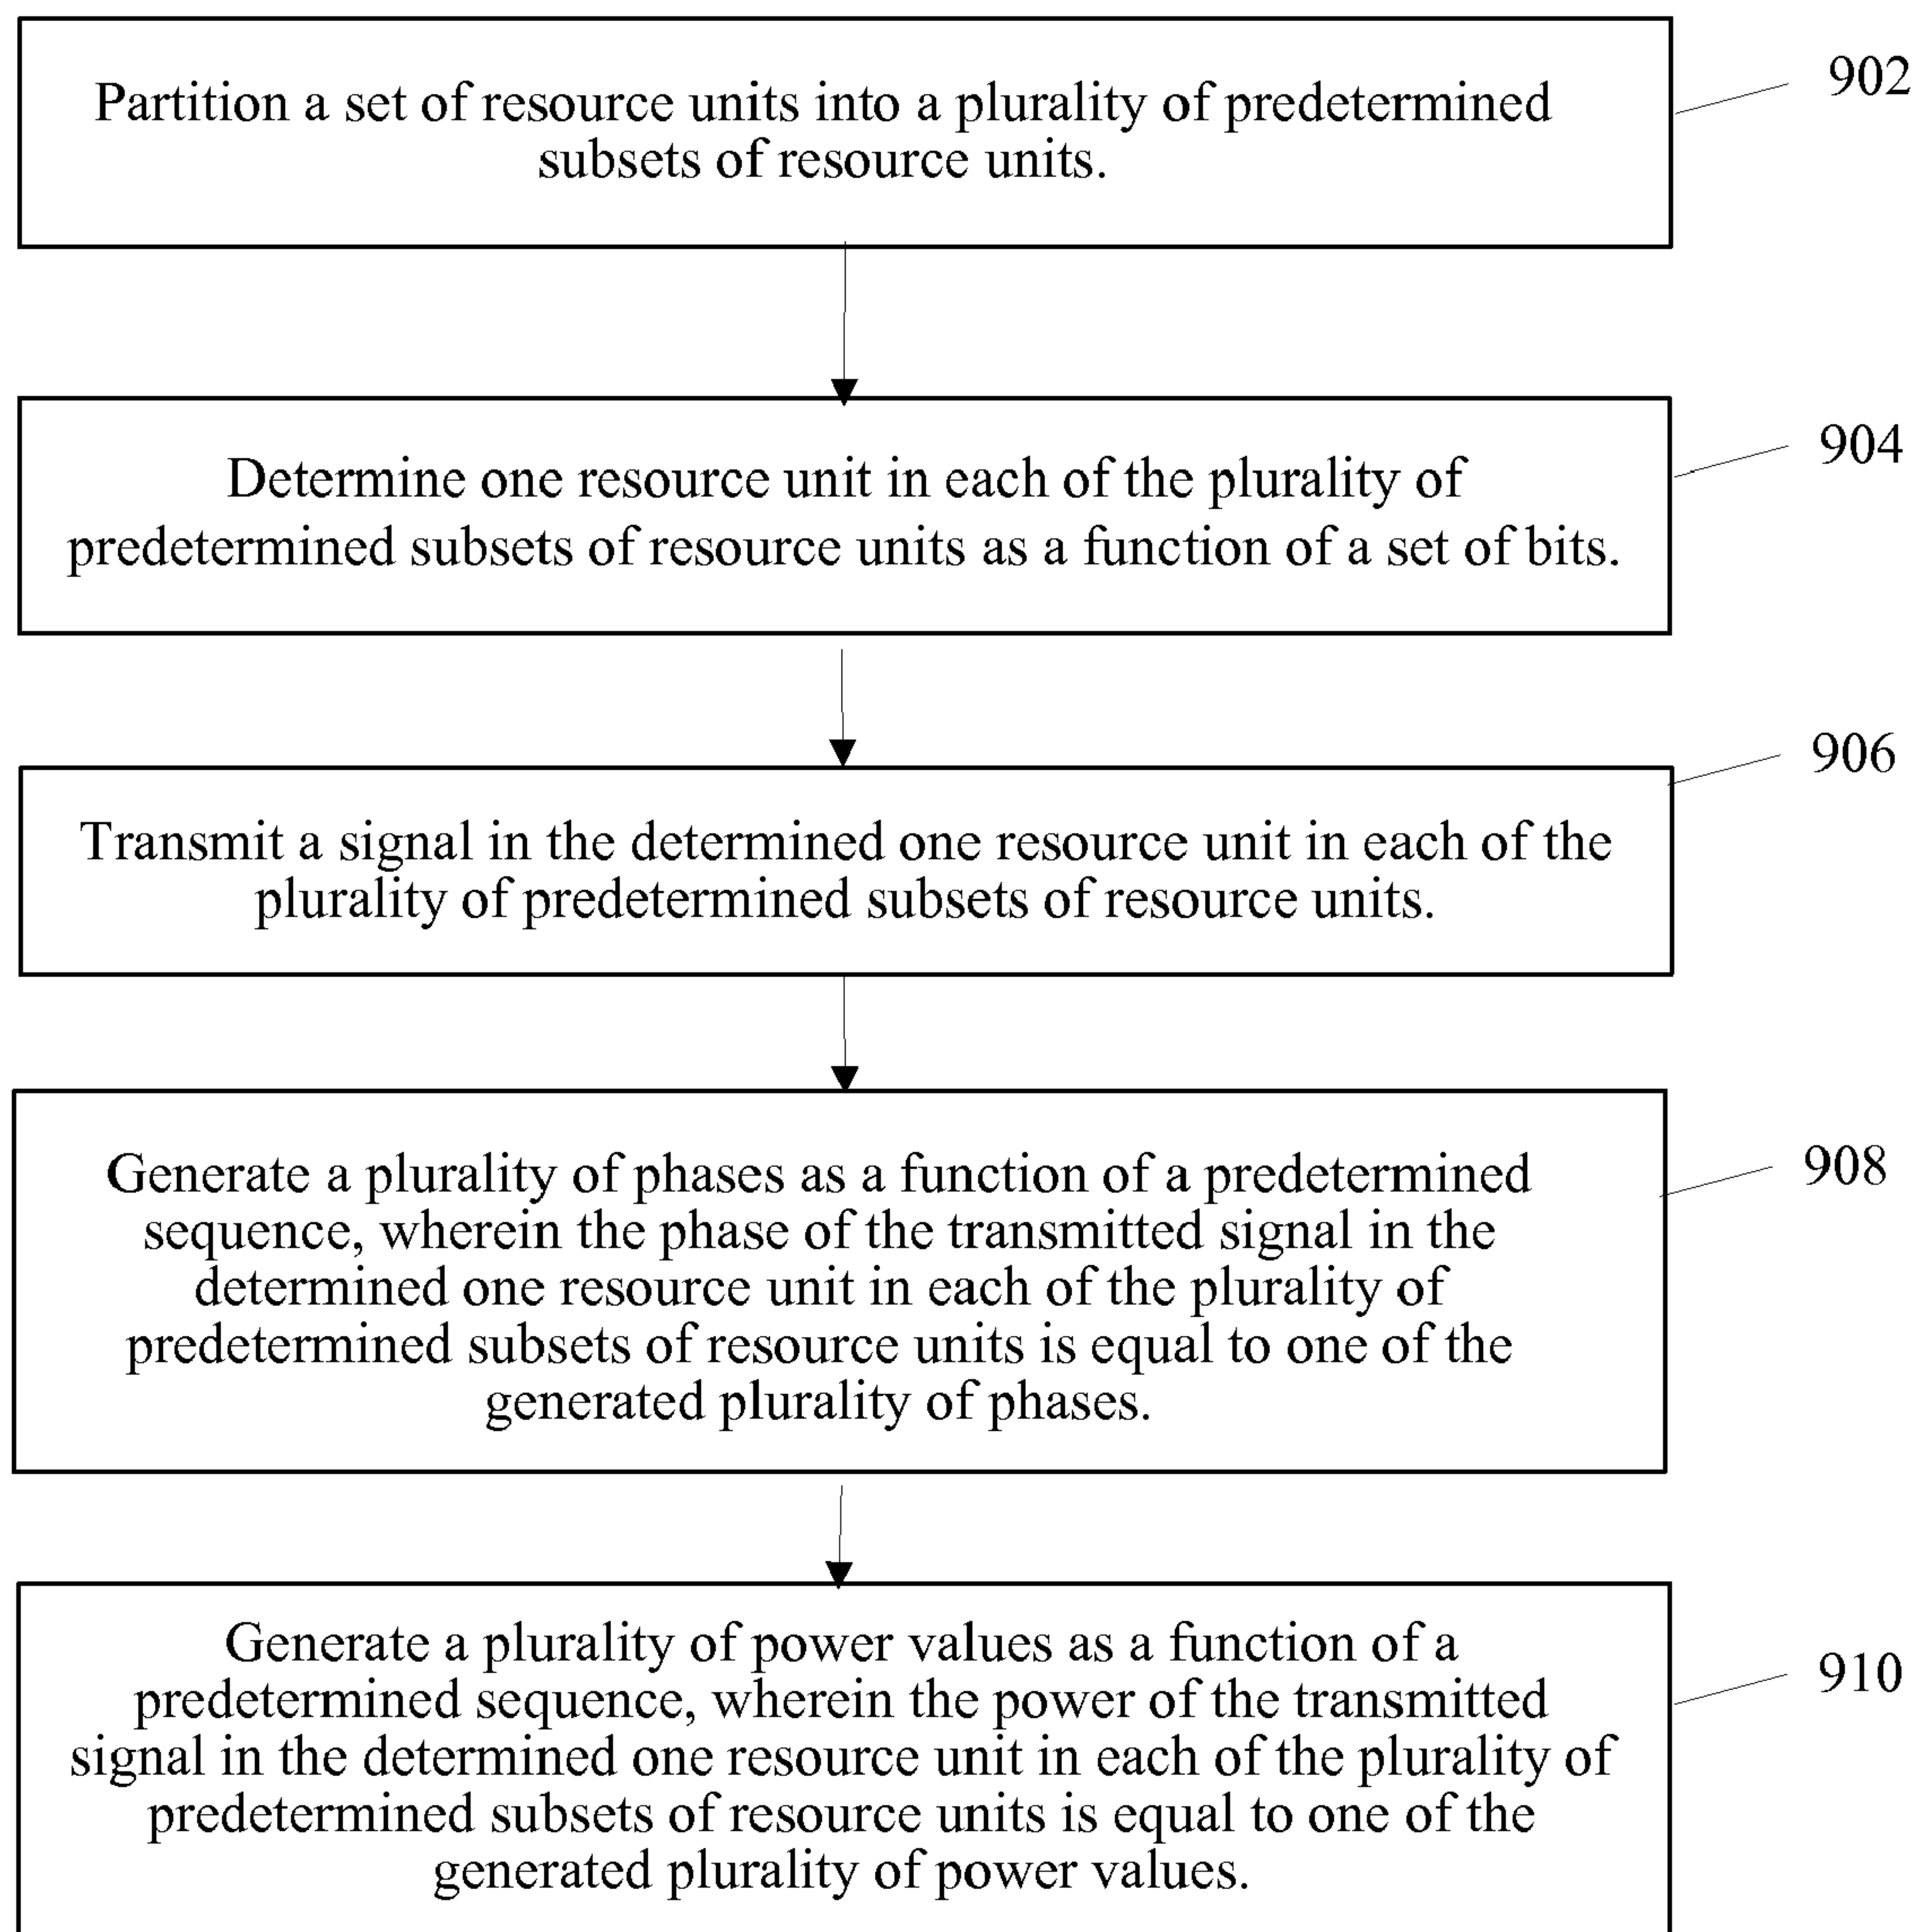 Partition a set of resource units into a plurality of predetermined
subsets of resource units.
902
Determine one resource unit in each of the plurality of
predetermined subsets of resource units as a function of a set of bits.
904
Transmit a signal in the determined one resource unit in each of the
plurality of predetermined subsets of resource units.
906
Generate a plurality of phases as a function of a predetermined
sequence, wherein the phase of the transmitted signal in the
determined one resource unit in each of the plurality of
predetermined subsets of resource units is equal to one of the
generated plurality of phases.
908
Generate a plurality of power values as a function of a
predetermined sequence, wherein the power of the transmitted
signal in the determined one resource unit in each of the plurality of
predetermined subsets of resource units is equal to one of the
generated plurality of power values.
910